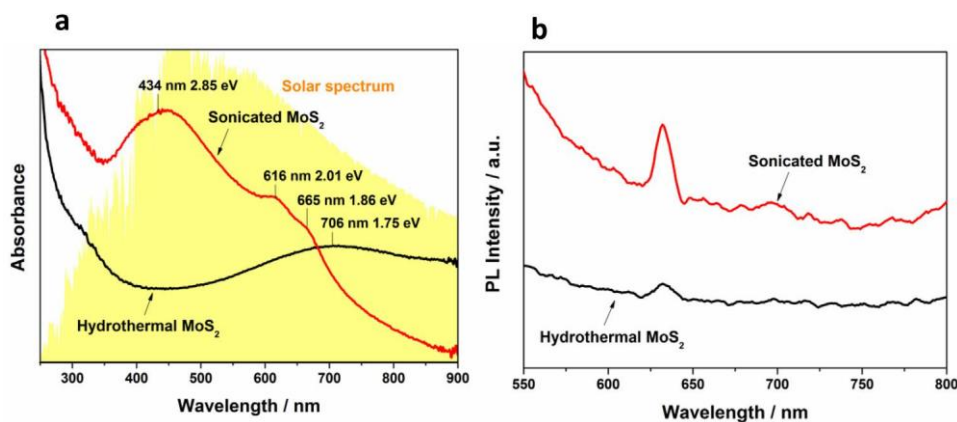 a
434 nm 2.85 eV
Solar spectrum
Sonicated MoS₂
616 nm 2.01 eV
665 nm 1.86 eV
706 nm 1.75 eV
Hydrothermal MoS₂
Absorbance
300 400 500 600 700 800 900
Wavelength / nm
b
Sonicated MoS₂
Hydrothermal MoS₂
PL Intensity / a.u.
550 600 650 700 750 800
Wavelength / nm